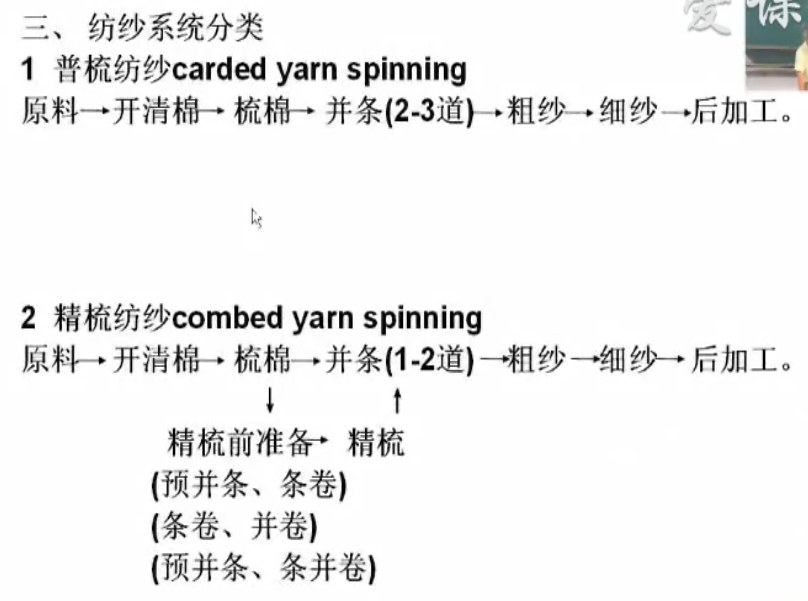 爱课
三、纺纱系统分类
1 普梳纺纱carded yarn spinning
原料→开清棉→梳棉→并条(2-3道)→粗纱→细纱→后加工。
2 精梳纺纱combed yarn spinning
原料→开清棉→梳棉→并条(1-2道)→粗纱→细纱→后加工。
↓ ↑
精梳前准备→精梳
(预并条、条卷)
(条卷、并卷)
(预并条、条并卷)